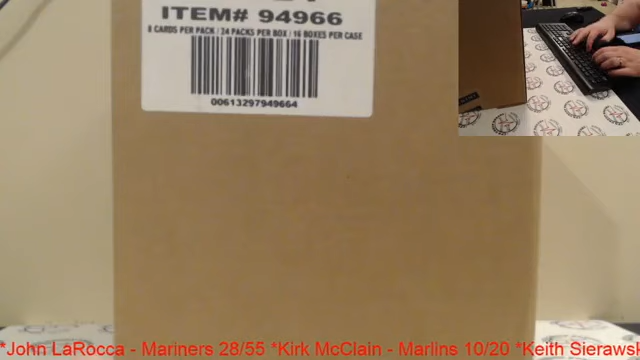 ITEM# 94966
8 CARDS PER PACK / 24 PACKS PER BOX / 16 BOXES PER CASE
00613297949664
*John LaRocca - Mariners 28/55 *Kirk McClain - Marlins 10/20 *Keith Sierawsk